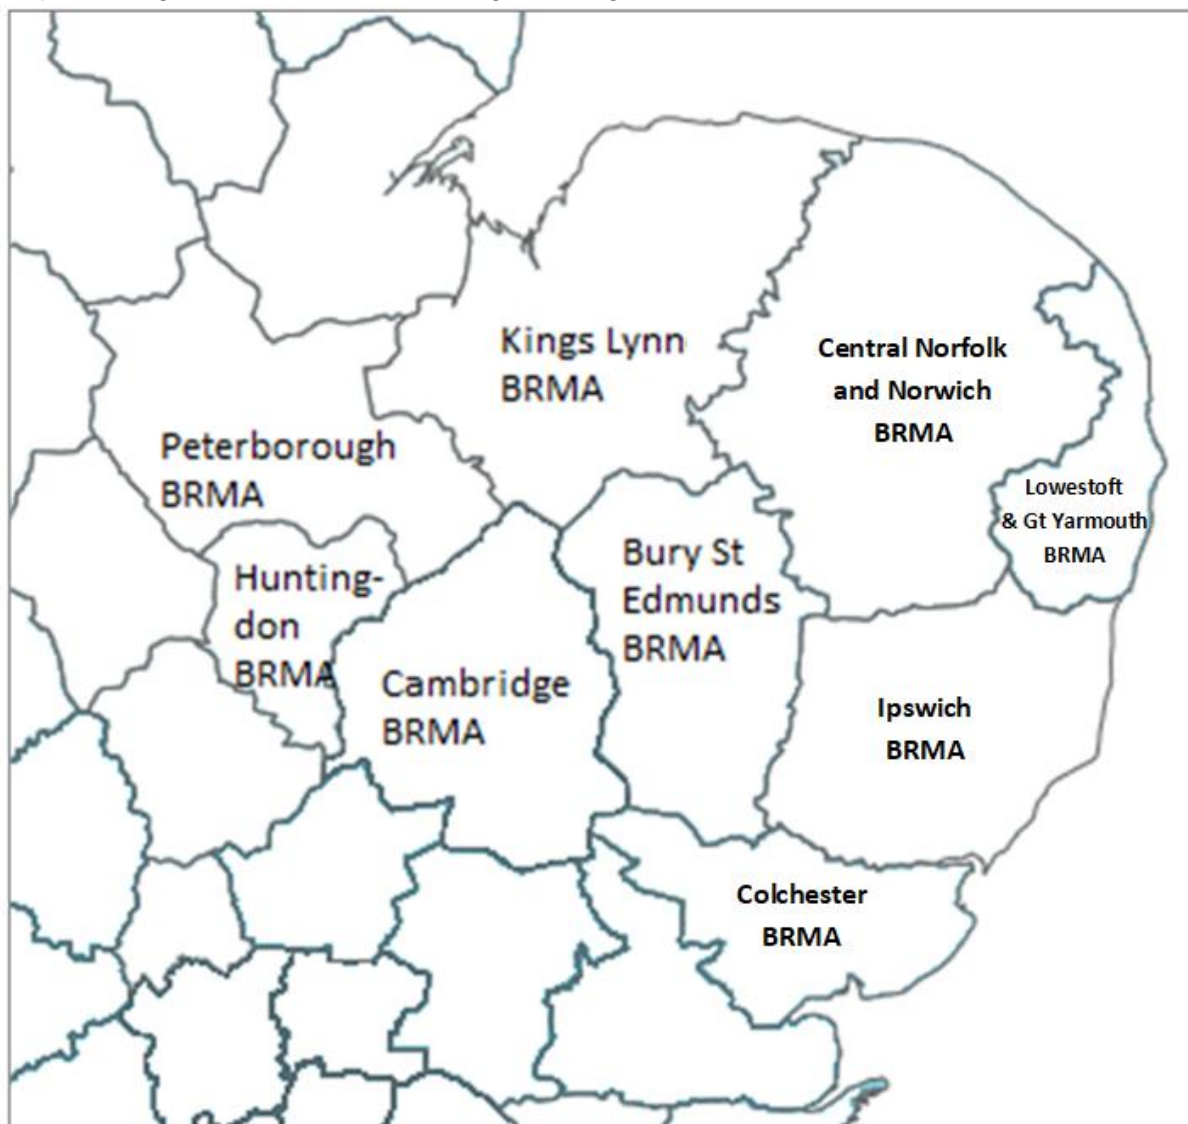 Kings Lynn
BRMA
Central Norfolk
and Norwich
BRMA
Peterborough
BRMA
Lowestoft
& Gt Yarmouth
BRMA
Hunting-
don
BRMA
Bury St
Edmunds
BRMA
Cambridge
BRMA
Ipswich
BRMA
Colchester
BRMA